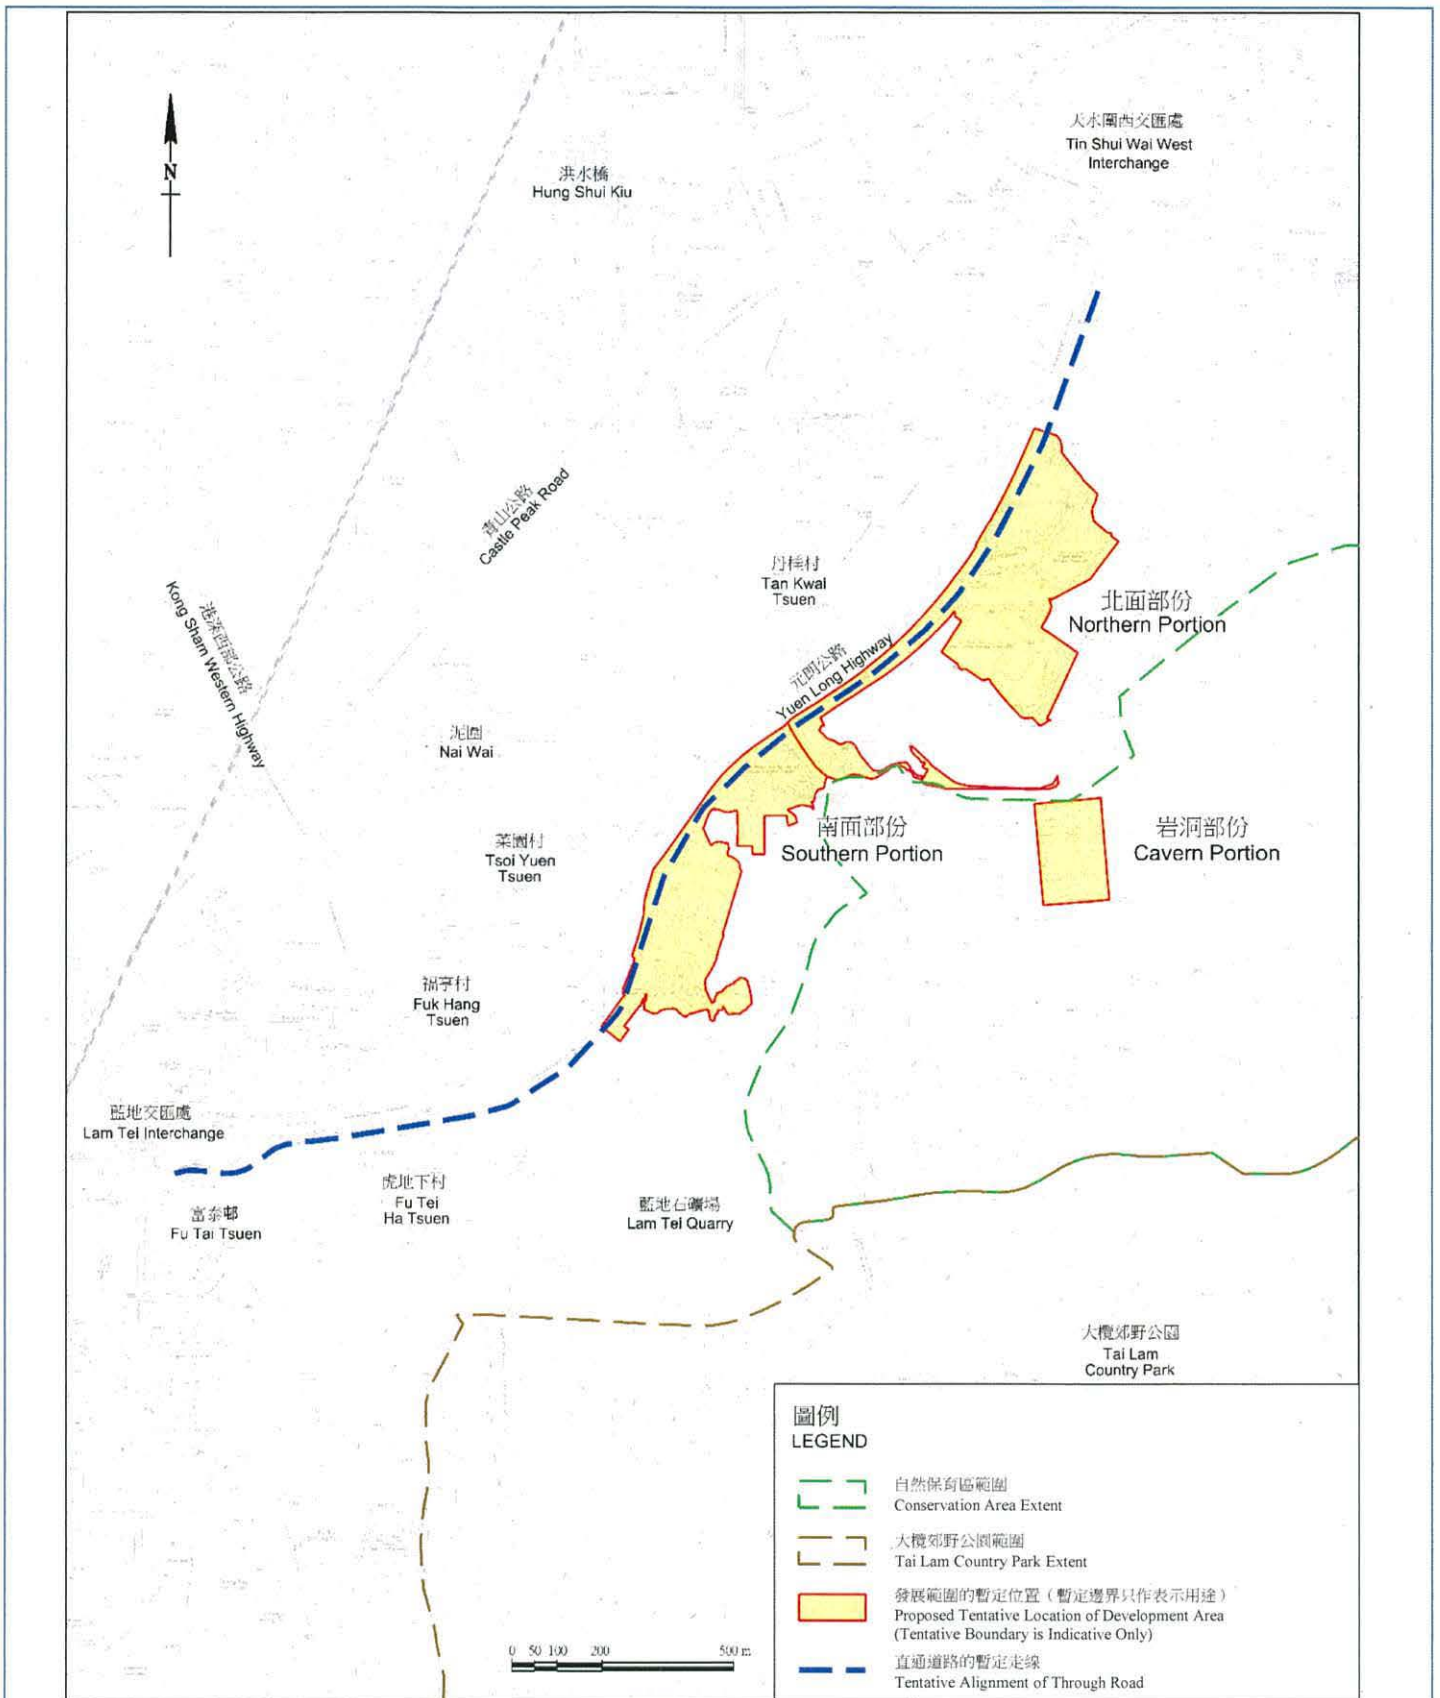 天水圍西交匯處
Tin Shui Wai West
Interchange
N
洪水橋
Hung Shui Kiu
青山公路
Castle Peak Road
丹桂村
Tan Kwai
Tsuen
北面部份
Northern Portion
港深西部公路
Kong Sham Western Highway
元朗公路
Yuen Long Highway
泥圍
Nai Wai
南面部份
Southern Portion
岩洞部份
Cavern Portion
菜園村
Tsoi Yuen
Tsuen
福亨村
Fuk Hang
Tsuen
藍地交匯處
Lam Tei Interchange
虎地下村
Fu Tei
Ha Tsuen
藍地石礦場
Lam Tei Quarry
富泰邨
Fu Tai Tsuen
大欖郊野公園
Tai Lam
Country Park
圖例
LEGEND
自然保育區範圍
Conservation Area Extent
大欖郊野公園範圍
Tai Lam Country Park Extent
發展範圍的暫定位置（暫定邊界只作表示用途）
Proposed Tentative Location of Development Area
(Tentative Boundary is Indicative Only)
直通道路的暫定走線
Tentative Alignment of Through Road
0 50 100 200 500 m